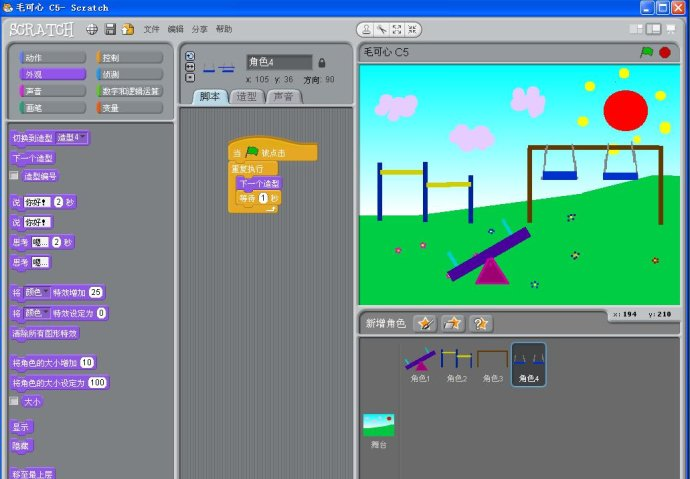 毛可心 C5- Scratch
SCRATCH 文件 编辑 分享 帮助
动作 控制
外观 侦测
声音 数字和逻辑运算
画笔 变量
切换到造型 造型4
下一个造型
造型编号
说 你好! 2 秒
说 你好!
思考 嗯... 2 秒
思考 嗯...
将 颜色 特效增加 25
将 颜色 特效设定为 0
清除所有图形特效
将角色的大小增加 10
将角色的大小设定为 100
大小
显示
隐藏
移至最上层
角色4
x: 105 y: 36 方向: 90
脚本 造型 声音
当 被点击
重复执行
下一个造型
等待 1 秒
毛可心 C5
x: 194 y: 210
新增角色
角色1 角色2 角色3 角色4
舞台